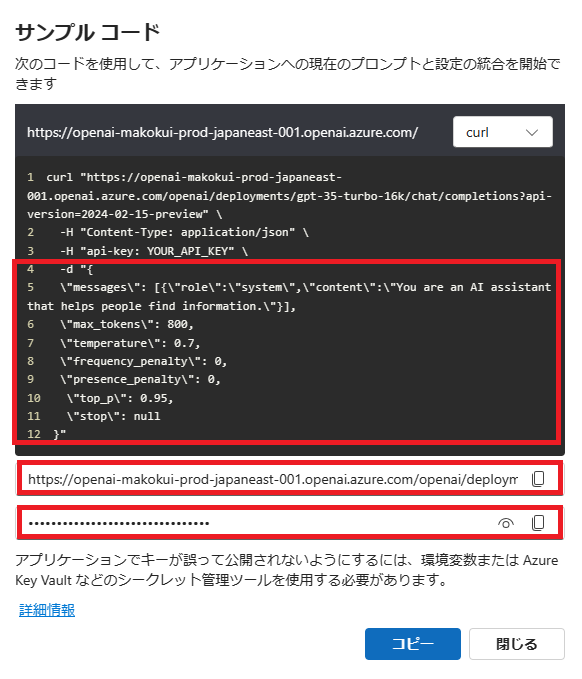 サンプル コード
次のコードを使用して、アプリケーションへの現在のプロンプトと設定の統合を開始で
きます
https://openai-makokui-prod-japaneast-001.openai.azure.com/
curl
1 curl "https://openai-makokui-prod-japaneast-
001.openai.azure.com/openai/deployments/gpt-35-turbo-16k/chat/completions?api-
version=2024-02-15-preview" \
2 -H "Content-Type: application/json" \
3 -H "api-key: YOUR_API_KEY" \
4 -d "{
5 \"messages\": [{\"role\":\"system\",\"content\":\"You are an AI assistant
that helps people find information.\"}],
6 \"max_tokens\": 800,
7 \"temperature\": 0.7,
8 \"frequency_penalty\": 0,
9 \"presence_penalty\": 0,
10 \"top_p\": 0.95,
11 \"stop\": null
12 }"
https://openai-makokui-prod-japaneast-001.openai.azure.com/openai/deploym
••••••••••••••••••••••••••••••••
アプリケーションでキーが誤って公開されないようにするには、環境変数または Azure
Key Vault などのシークレット管理ツールを使用する必要があります。
詳細情報
コピー
閉じる